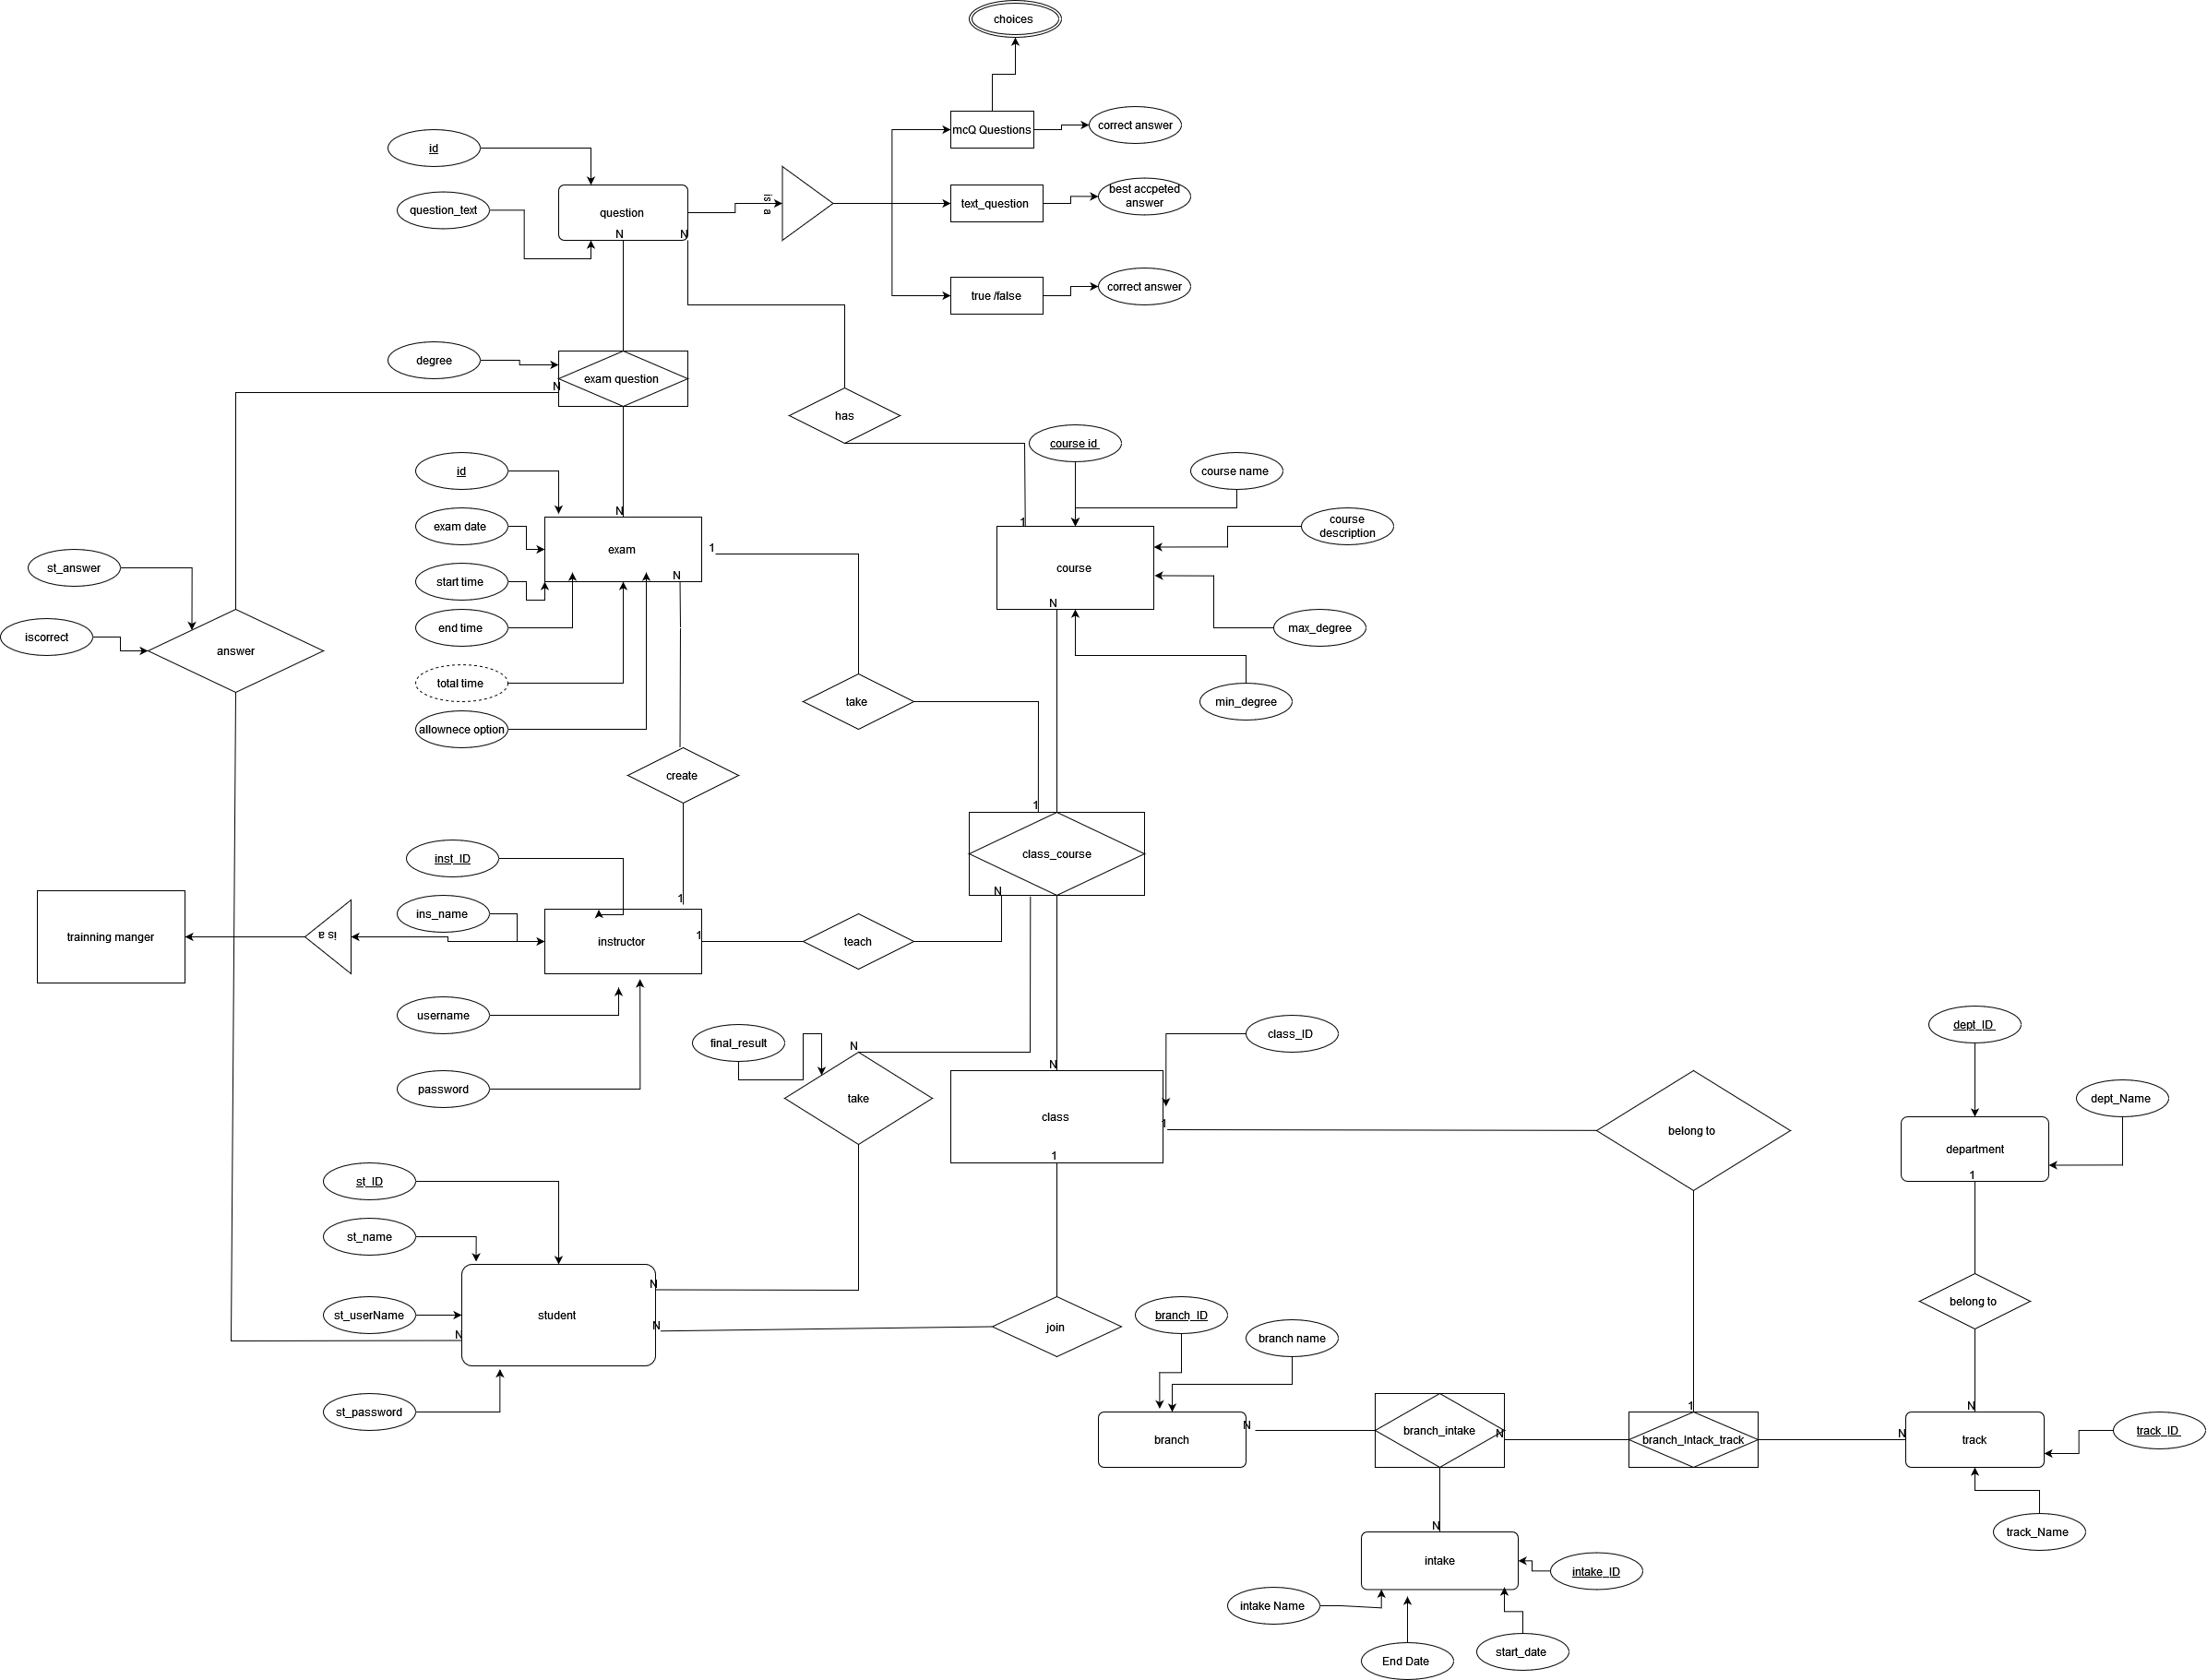 choices
mcQ Questions
correct answer
id
question_text
question
N
N
is a
text_question
best accpeted
answer
true /false
correct answer
degree
exam question
N
has
course id
course name
id
N
1
exam date
exam
1
course
description
course
st_answer
start time
N
N
iscorrect
end time
max_degree
answer
total time
take
min_degree
allownece option
create
1
class_course
inst_ID
N
1
ins_name
trainning manger
is a
instructor
1
teach
username
final_result
N
class_ID
dept_ID
password
take
N
class
1
belong to
dept_Name
department
1
1
st_ID
st_name
N
student
st_userName
N
N
join
branch_ID
branch name
belong to
st_password
branch
N
branch_intake
N
1
branch_Intack_track
N
N
track
track_ID
N
intake
intake_ID
track_Name
intake Name
End Date
start_date